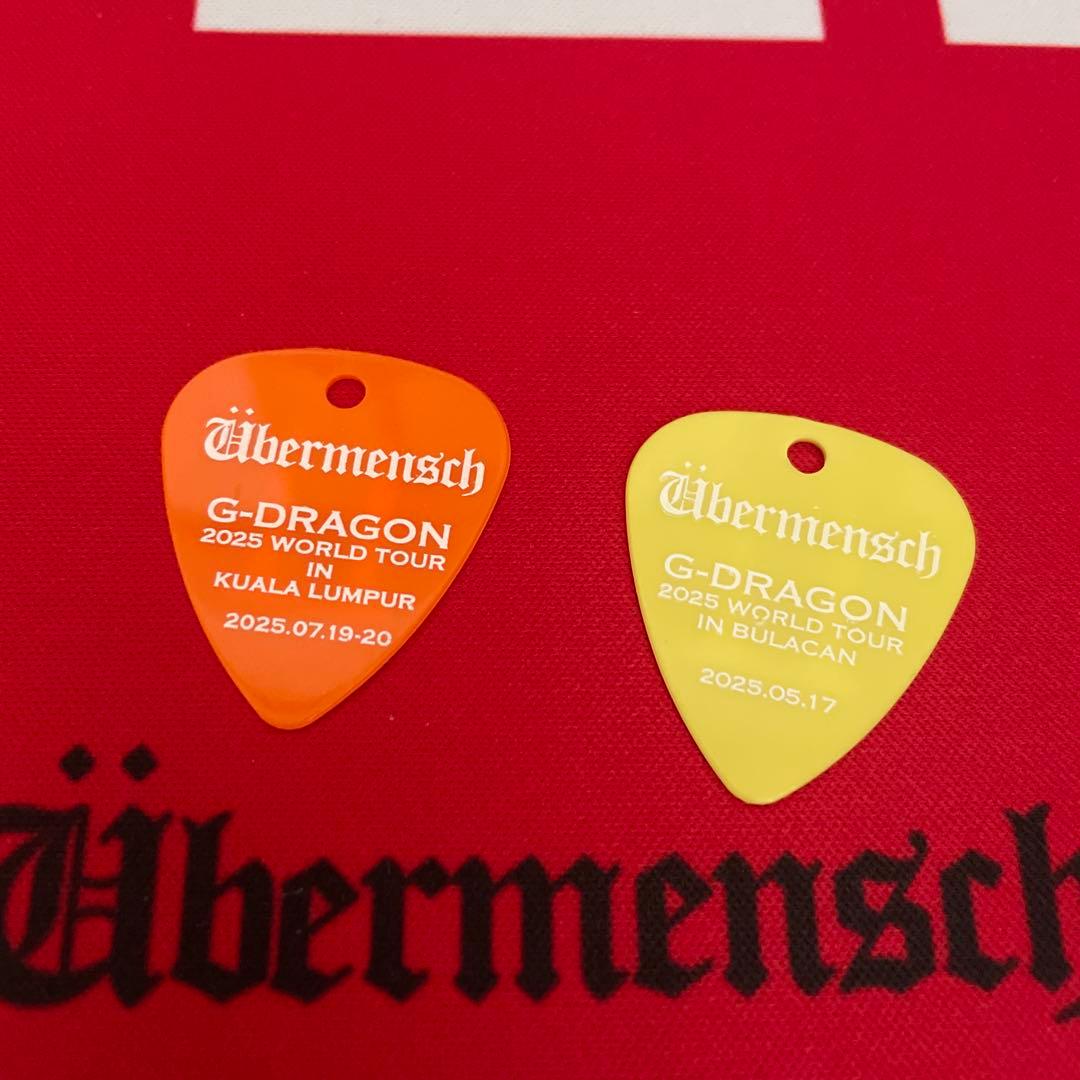 Übermensch
G-DRAGON
2025 WORLD TOUR
IN
KUALA LUMPUR
2025.07.19-20
Übermensch
G-DRAGON
2025 WORLD TOUR
IN BULACAN
2025.05.17
Übermensch